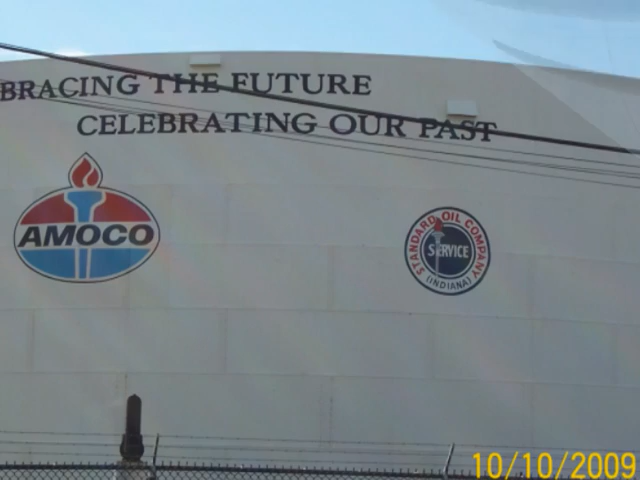 BRACING THE FUTURE
CELEBRATING OUR PAST
AMOCO
STANDARD OIL COMPANY
SERVICE
(INDIANA)
10/10/2009